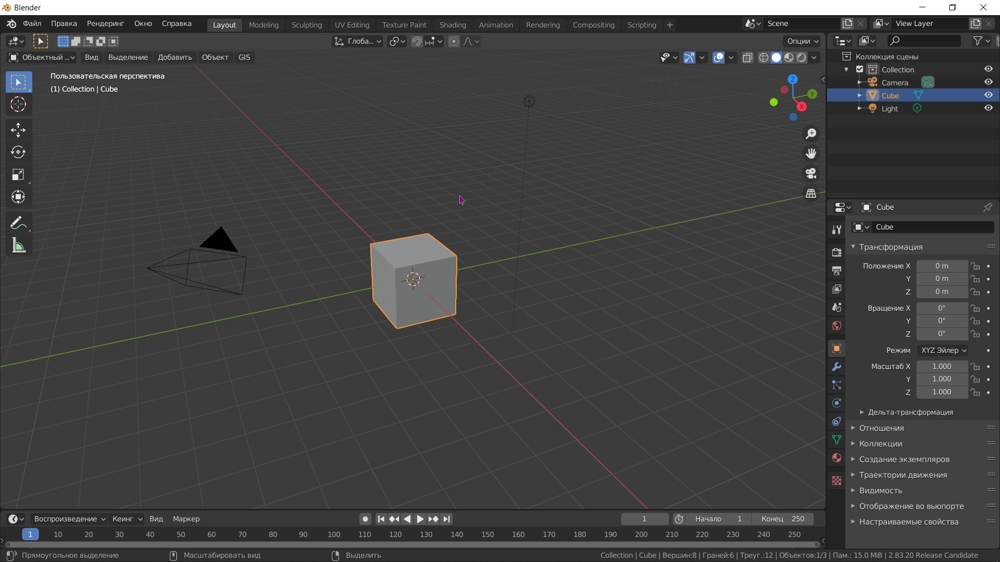 Blender
Файл Правка Рендеринг Окно Справка Layout Modeling Sculpting UV Editing Texture Paint Shading Animation Rendering Compositing Scripting + Scene View Layer
Глоба... Опции
Объектный ... Вид Выделение Добавить Объект GIS
Пользовательская перспектива
(1) Collection | Cube
Z
Y
X
Коллекция сцены
Collection
Camera
Cube
Light
Cube
Cube
Трансформация
Положение X 0 m
Y 0 m
Z 0 m
Вращение X 0°
Y 0°
Z 0°
Режим XYZ Эйлер
Масштаб X 1.000
Y 1.000
Z 1.000
Дельта-трансформация
Отношения
Коллекции
Создание экземпляров
Траектории движения
Видимость
Отображение во вьюпорте
Настраиваемые свойства
Воспроизведение Кеинг Вид Маркер 1 Начало 1 Конец 250
1 10 20 30 40 50 60 70 80 90 100 110 120 130 140 150 160 170 180 190 200 210 220 230 240 250
Прямоугольное выделение Масштабировать вид Выделить Collection | Cube | Вершин:8 | Граней:6 | Треуг.:12 | Объектов:1/3 | Пам.: 15.0 MiB | 2.83.20 Release Candidate